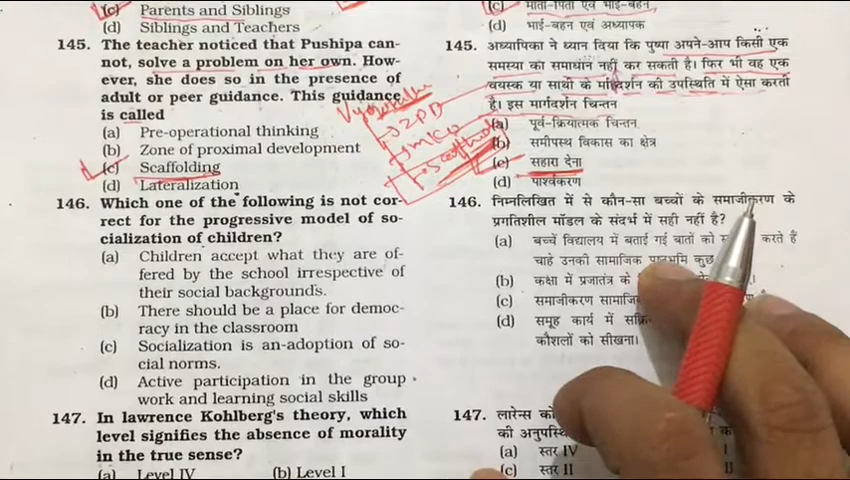 (c) Parents and Siblings
(d) Siblings and Teachers
145. The teacher noticed that Pushipa can-
not, solve a problem on her own. How-
ever, she does so in the presence of
adult or peer guidance. This guidance
is called
(a) Pre-operational thinking
(b) Zone of proximal development
(c) Scaffolding
(d) Lateralization
146. Which one of the following is not cor-
rect for the progressive model of so-
cialization of children?
(a) Children accept what they are of-
fered by the school irrespective of
their social backgrounds.
(b) There should be a place for democ-
racy in the classroom
(c) Socialization is an-adoption of so-
cial norms.
(d) Active participation in the group
work and learning social skills
147. In lawrence Kohlberg's theory, which
level signifies the absence of morality
in the true sense?
(a) Level IV (b) Level I
ZPD
MKO
(c) माता-पिता एवं भाई-बहन
(d) भाई-बहन एवं अध्यापक
145. अध्यापिका ने ध्यान दिया कि पुष्पा अपने-आप किसी एक
समस्या का समाधान नहीं कर सकती है। फिर भी वह एक
वयस्क या साथी के मार्गदर्शन की उपस्थिति में ऐसा करती
है। इस मार्गदर्शन चिन्तन
(a) पूर्व-क्रियात्मक चिन्तन
(b) समीपस्थ विकास का क्षेत्र
(c) सहारा देना
(d) पार्श्वकरण
146. निम्नलिखित में से कौन-सा बच्चों के समाजीकरण के
प्रगतिशील मॉडल के संदर्भ में सही नहीं है?
(a) बच्चें विद्यालय में बताई गई बातों को करते हैं
चाहे उनकी सामाजिक पृष्ठभूमि कुछ
(b) कक्षा में प्रजातंत्र के
(c) समाजीकरण
(d) समूह कार्य में
कौशलों को सीखना।
147. लारेन्स
की
(a) स्तर IV I
(c) स्तर II